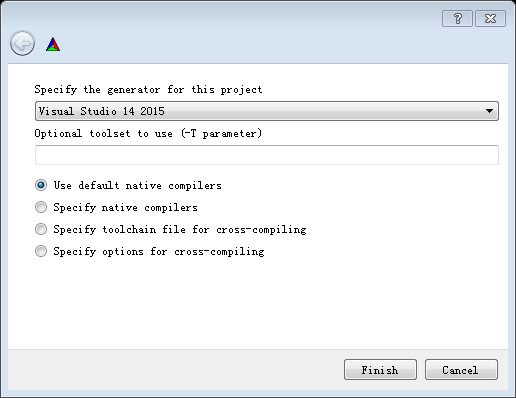 Specify the generator for this project
Visual Studio 14 2015
Optional toolset to use (-T parameter)
Use default native compilers
Specify native compilers
Specify toolchain file for cross-compiling
Specify options for cross-compiling
Finish
Cancel